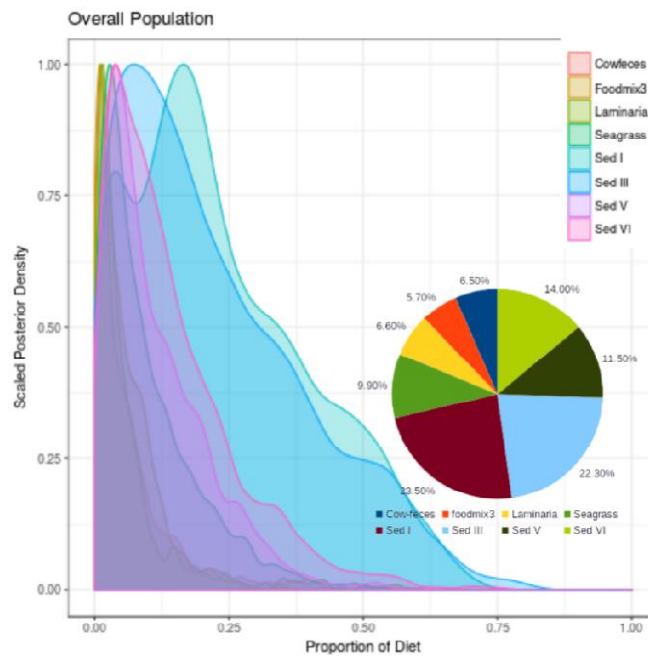 Overall Population
1.00
0.75
0.50
0.25
0.00
Scaled Posterior Density
0.00 0.25 0.50 0.75 1.00
Proportion of Diet
Cowfeces
Foodmix3
Laminaria
Seagrass
Sed I
Sed III
Sed V
Sed VI
6.50%
14.00%
5.70%
6.60%
11.50%
9.90%
22.30%
23.50%
Cow-feces foodmix3 Laminaria Seagrass
Sed I Sed III Sed V Sed VI